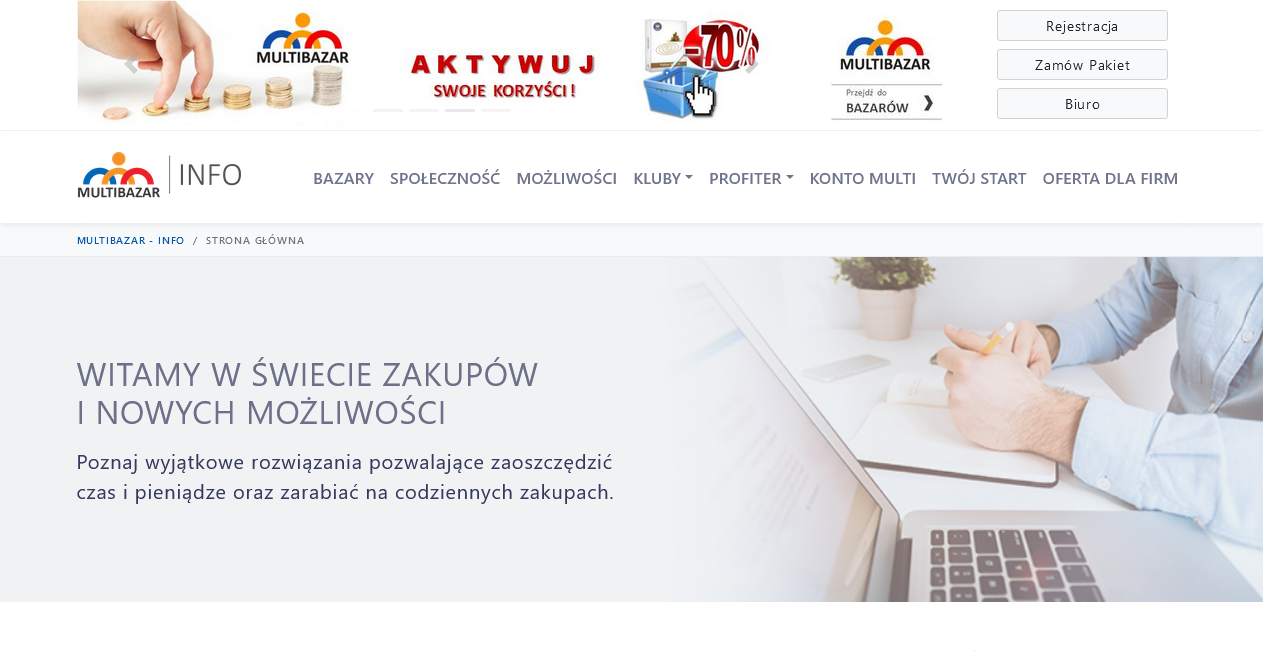 MULTIBAZAR
AKTYWUJ
SWOJE KORZYŚCI!
-70%
MULTIBAZAR
Przejdź do
BAZARÓW
Rejestracja
Zamów Pakiet
Biuro
MULTIBAZAR | INFO
BAZARY SPOŁECZNOŚĆ MOŻLIWOŚCI KLUBY PROFITER KONTO MULTI TWÓJ START OFERTA DLA FIRM
MULTIBAZAR - INFO / STRONA GŁÓWNA
WITAMY W ŚWIECIE ZAKUPÓW
I NOWYCH MOŻLIWOŚCI
Poznaj wyjątkowe rozwiązania pozwalające zaoszczędzić
czas i pieniądze oraz zarabiać na codziennych zakupach.